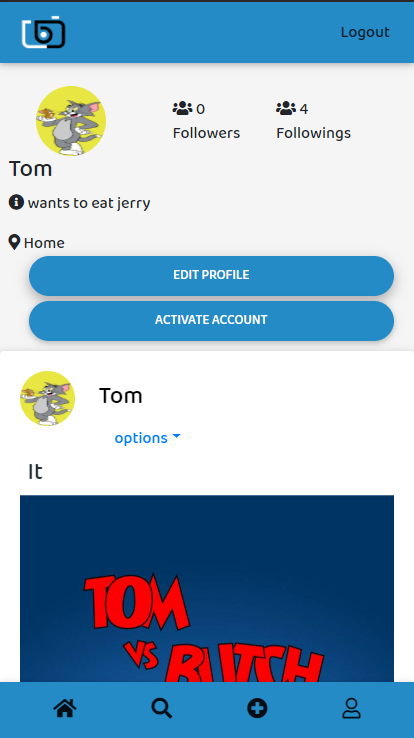 Logout
0
Followers
4
Followings
Tom
wants to eat jerry
Home
EDIT PROFILE
ACTIVATE ACCOUNT
Tom
options
It
TOM
VS
BUTCH